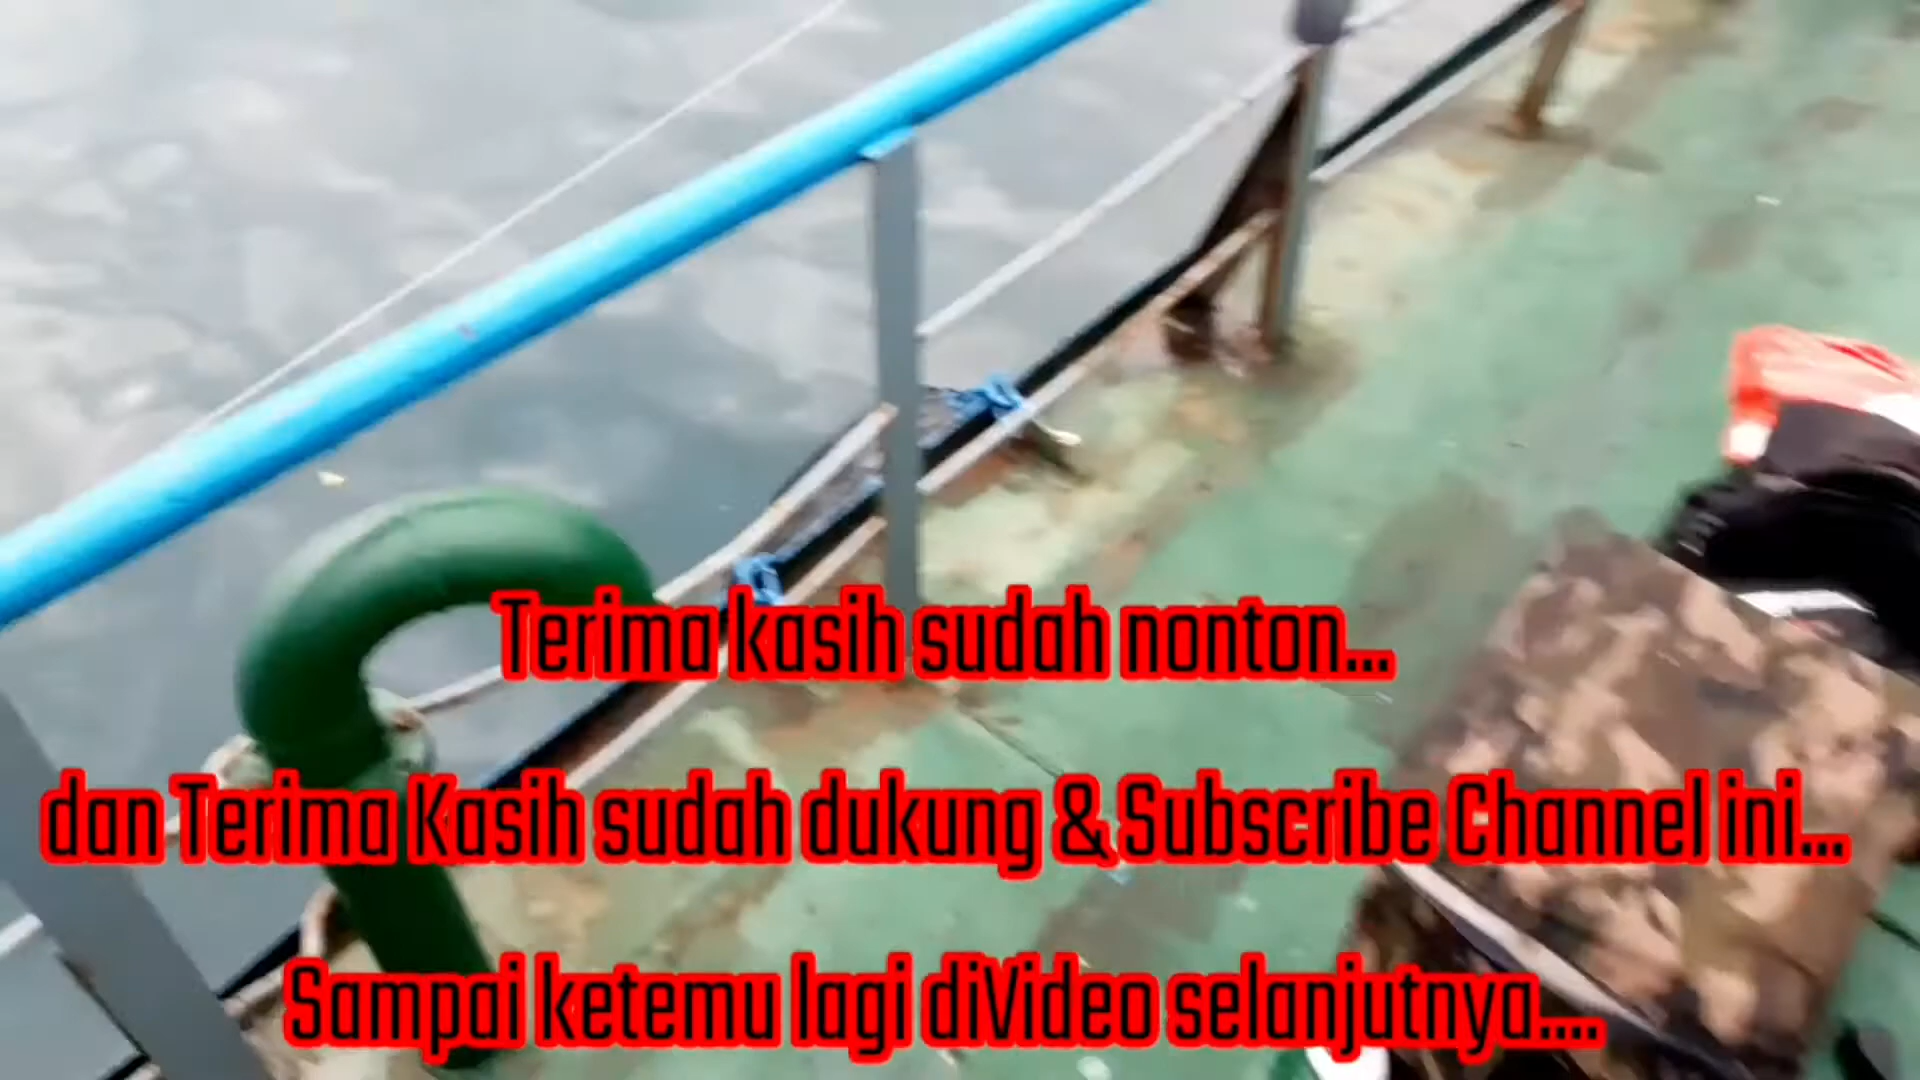 Terima kasih sudah nonton...
dan Terima Kasih sudah dukung & Subscribe Channel ini...
Sampai ketemu lagi diVideo selanjutnya....